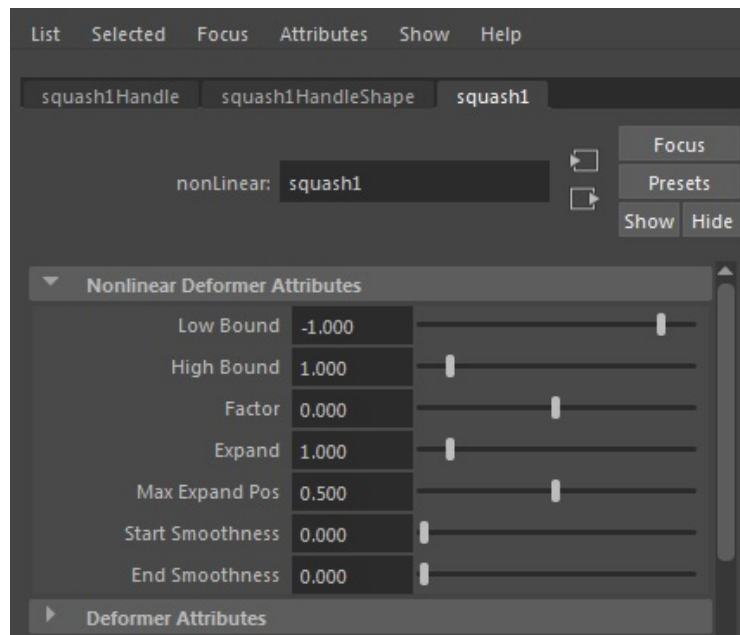 List Selected Focus Attributes Show Help
squash1Handle squash1HandleShape squash1
Focus
nonLinear: squash1
Presets
Show Hide
Nonlinear Deformer Attributes
Low Bound -1.000
High Bound 1.000
Factor 0.000
Expand 1.000
Max Expand Pos 0.500
Start Smoothness 0.000
End Smoothness 0.000
Deformer Attributes